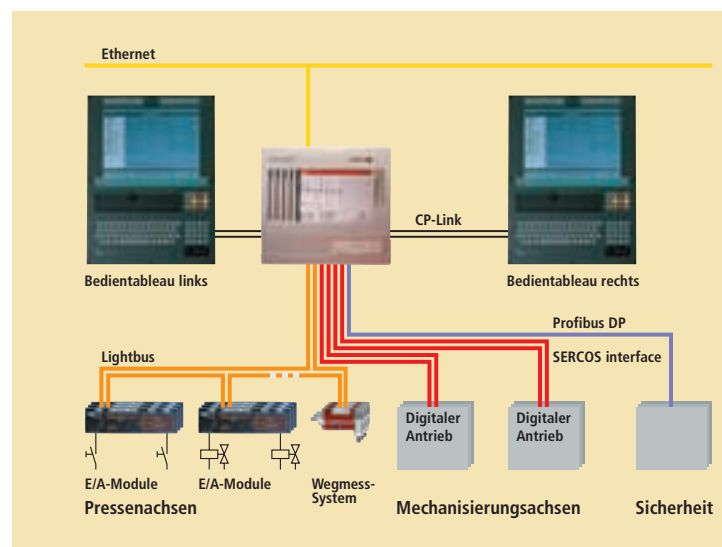 Ethernet
CP-Link
Bedientableau links
Bedientableau rechts
Profibus DP
Lightbus
SERCOS interface
Digitaler
Antrieb
Digitaler
Antrieb
E/A-Module
E/A-Module
Wegmess-
System
Pressenachsen
Mechanisierungsachsen
Sicherheit